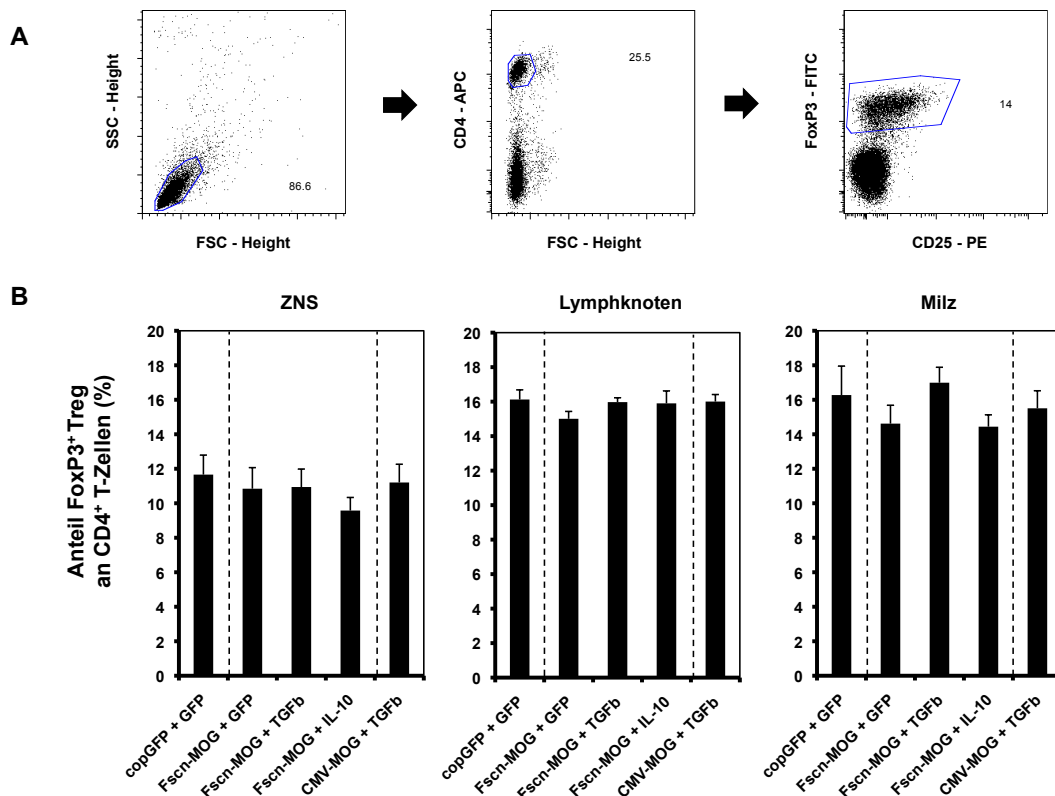 A
SSC - Height
86.6
FSC - Height
CD4 - APC
25.5
FSC - Height
FoxP3 - FITC
14
CD25 - PE
B
Anteil FoxP3⁺ Treg
an CD4⁺ T-Zellen (%)
ZNS
20
18
16
14
12
10
8
6
4
2
0
copGFP + GFP
Fscn-MOG + GFP
Fscn-MOG + TGFb
Fscn-MOG + IL-10
CMV-MOG + TGFb
Lymphknoten
20
18
16
14
12
10
8
6
4
2
0
copGFP + GFP
Fscn-MOG + GFP
Fscn-MOG + TGFb
Fscn-MOG + IL-10
CMV-MOG + TGFb
Milz
20
18
16
14
12
10
8
6
4
2
0
copGFP + GFP
Fscn-MOG + GFP
Fscn-MOG + TGFb
Fscn-MOG + IL-10
CMV-MOG + TGFb